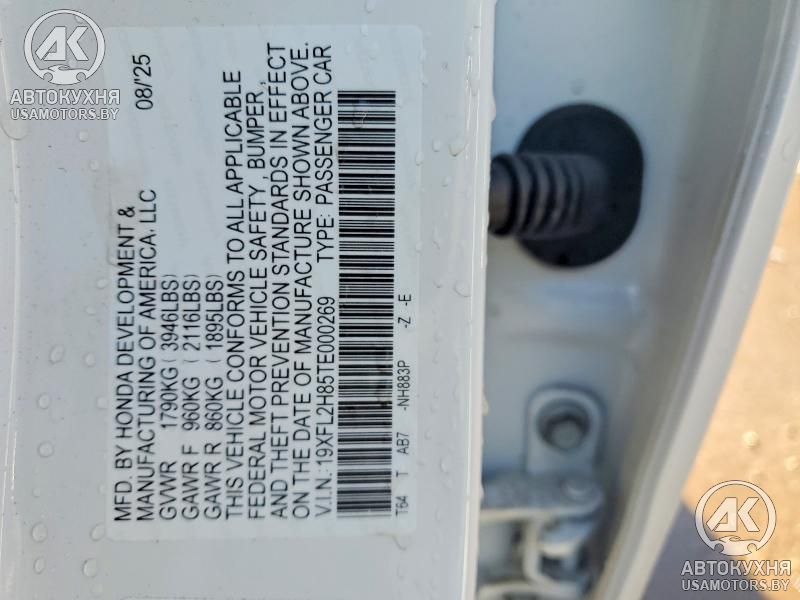 АК
АВТОКУХНЯ
USAMOTORS.BY
MFD. BY HONDA DEVELOPMENT & 08/'25
MANUFACTURING OF AMERICA, LLC
GVWR 1790KG ( 3946LBS)
GAWR F 960KG ( 2116LBS)
GAWR R 860KG ( 1895LBS)
THIS VEHICLE CONFORMS TO ALL APPLICABLE
FEDERAL MOTOR VEHICLE SAFETY, BUMPER,
AND THEFT PREVENTION STANDARDS IN EFFECT
ON THE DATE OF MANUFACTURE SHOWN ABOVE.
V.I.N.:19XFL2H85TE000269 TYPE: PASSENGER CAR
T64 T AB7 -NH883P -Z -E
АК
АВТОКУХНЯ
USAMOTORS.BY